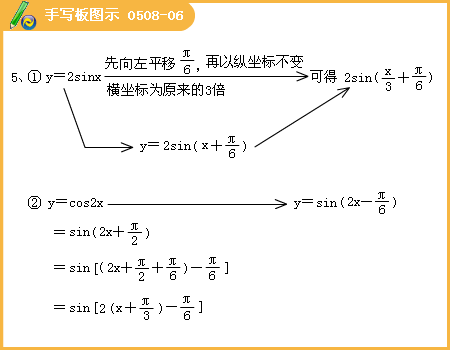 手写板图示 0508-06
先向左平移π/6，再以纵坐标不变
5、① y＝2sinx ⟶ 可得 2sin(x/3＋π/6)
横坐标为原来的3倍
y＝2sin(x＋π/6)
② y＝cos2x ⟶ y＝sin(2x－π/6)
＝sin(2x＋π/2)
＝sin[(2x＋π/2＋π/6)－π/6]
＝sin[2(x＋π/3)－π/6]